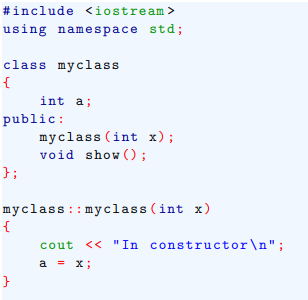 #include <iostream>
using namespace std;
class myclass
{
    int a;
public:
    myclass(int x);
    void show();
};
myclass::myclass(int x)
{
    cout << "In constructor\n";
    a = x;
}